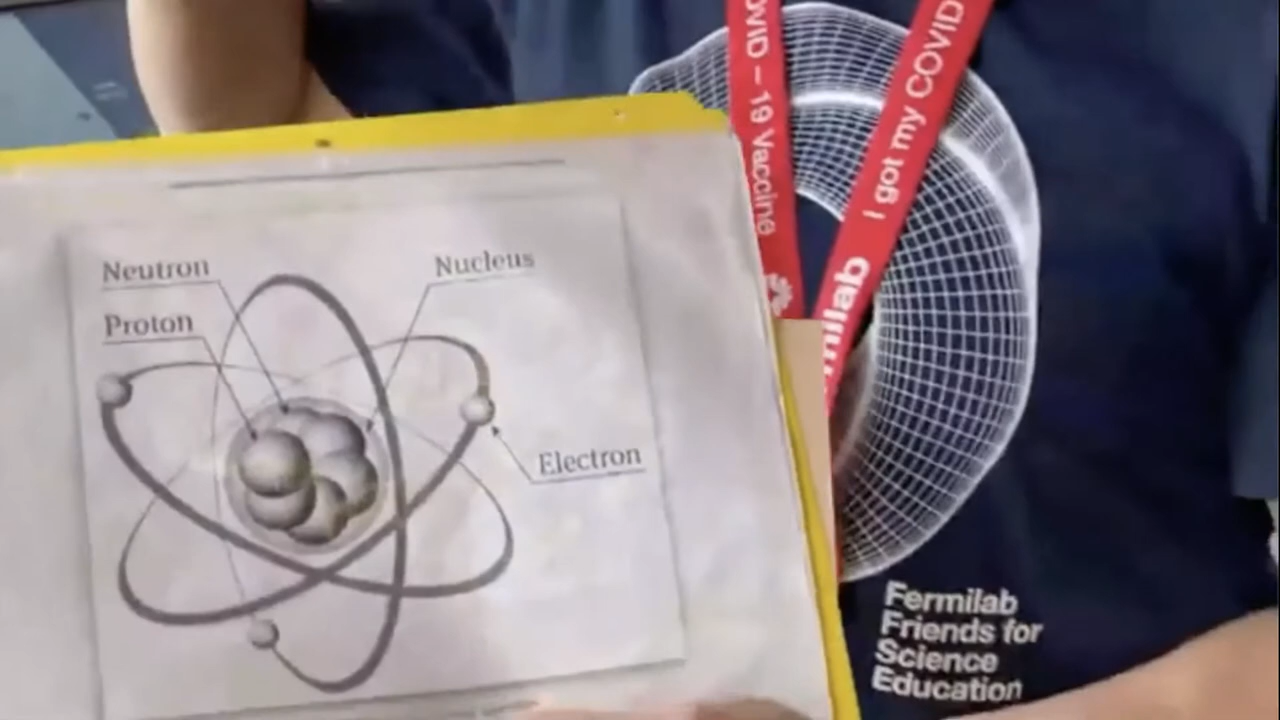 Neutron
Nucleus
Proton
Electron
OVID – 19 Vaccine
I got my COVID
milab
Fermilab
Friends for
Science
Education